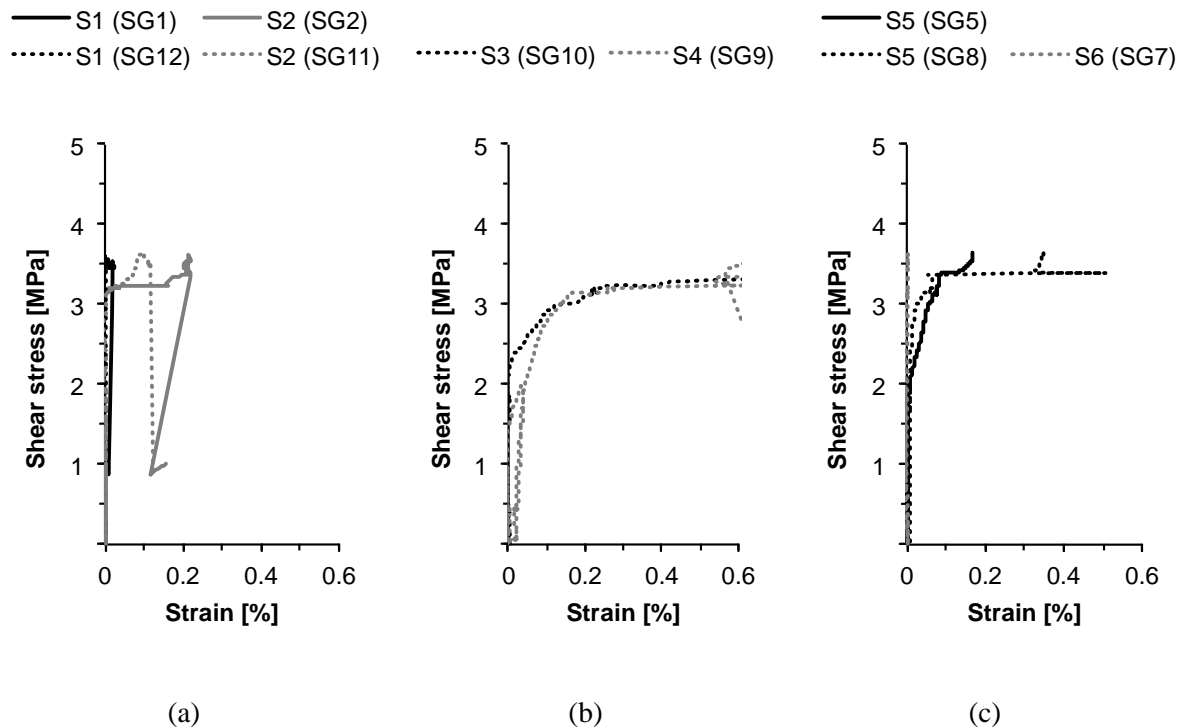 S1 (SG1) S2 (SG2) S5 (SG5)
S1 (SG12) S2 (SG11) S3 (SG10) S4 (SG9) S5 (SG8) S6 (SG7)
5 5 5
4 4 4
3 3 3
2 2 2
1 1 1
Shear stress [MPa] Shear stress [MPa] Shear stress [MPa]
0 0.2 0.4 0.6 0 0.2 0.4 0.6 0 0.2 0.4 0.6
Strain [%] Strain [%] Strain [%]
(a) (b) (c)